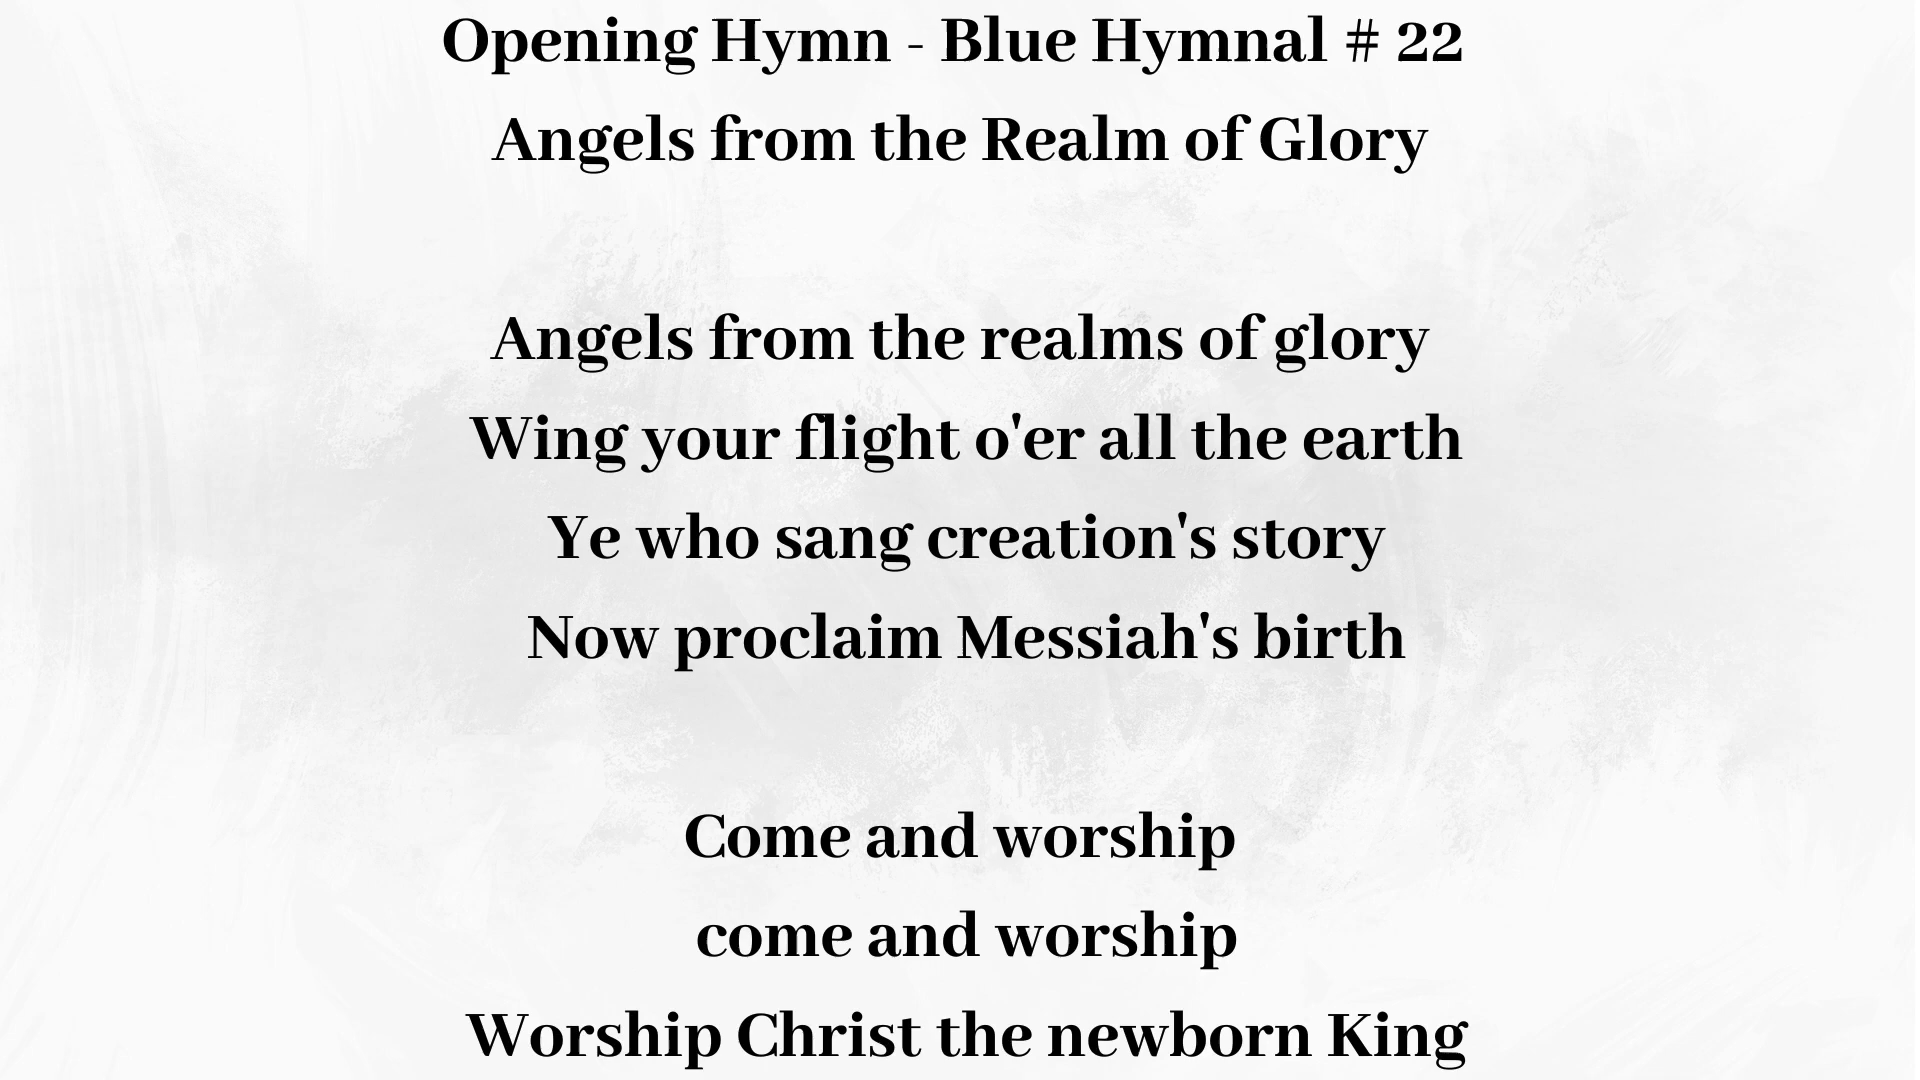 Opening Hymn - Blue Hymnal # 22
Angels from the Realm of Glory
Angels from the realms of glory
Wing your flight o'er all the earth
Ye who sang creation's story
Now proclaim Messiah's birth
Come and worship
come and worship
Worship Christ the newborn King